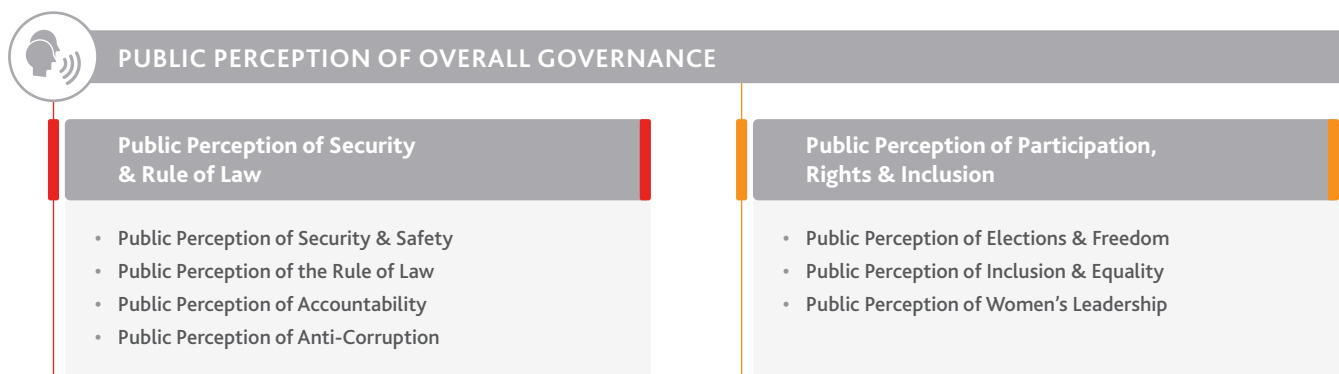 PUBLIC PERCEPTION OF OVERALL GOVERNANCE
Public Perception of Security
& Rule of Law
• Public Perception of Security & Safety
• Public Perception of the Rule of Law
• Public Perception of Accountability
• Public Perception of Anti-Corruption
Public Perception of Participation,
Rights & Inclusion
• Public Perception of Elections & Freedom
• Public Perception of Inclusion & Equality
• Public Perception of Women’s Leadership